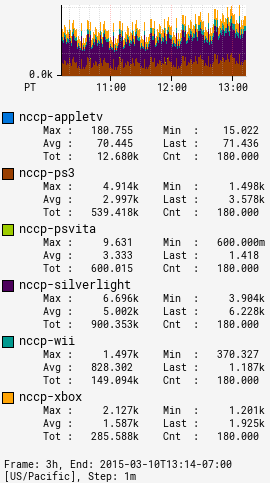 0.0k
PT 11:00 12:00 13:00
nccp-appletv
Max : 180.755 Min : 15.022
Avg : 70.445 Last : 71.436
Tot : 12.680k Cnt : 180.000
nccp-ps3
Max : 4.914k Min : 1.498k
Avg : 2.997k Last : 3.578k
Tot : 539.418k Cnt : 180.000
nccp-psvita
Max : 9.631 Min : 600.000m
Avg : 3.333 Last : 1.418
Tot : 600.015 Cnt : 180.000
nccp-silverlight
Max : 6.696k Min : 3.904k
Avg : 5.002k Last : 6.228k
Tot : 900.353k Cnt : 180.000
nccp-wii
Max : 1.497k Min : 370.327
Avg : 828.302 Last : 1.187k
Tot : 149.094k Cnt : 180.000
nccp-xbox
Max : 2.127k Min : 1.201k
Avg : 1.587k Last : 1.925k
Tot : 285.588k Cnt : 180.000
Frame: 3h, End: 2015-03-10T13:14-07:00
[US/Pacific], Step: 1m